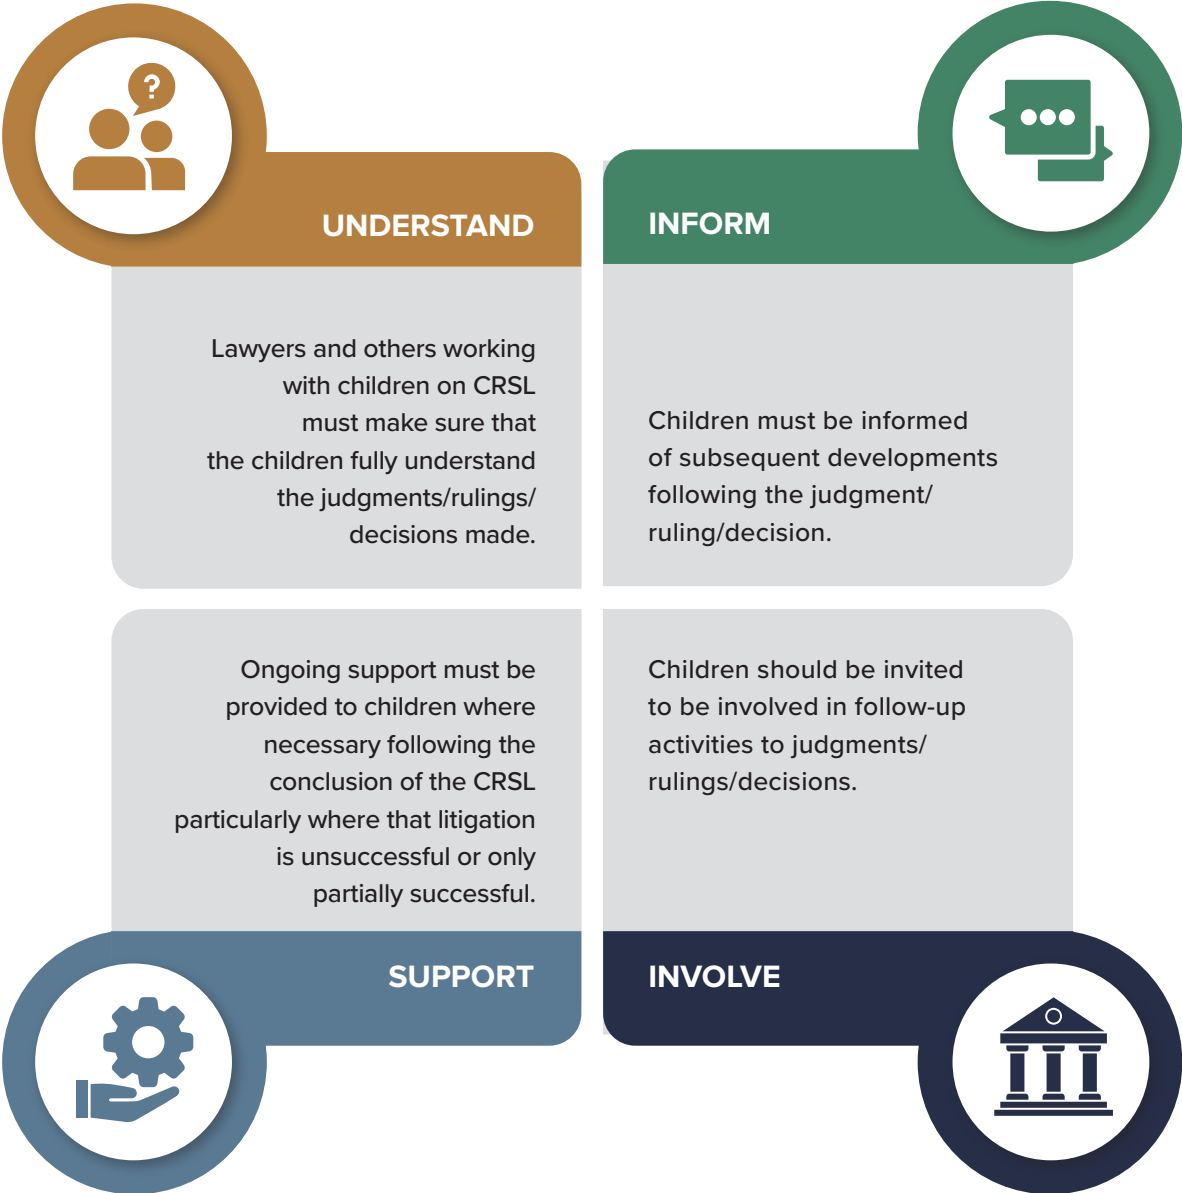 ?
UNDERSTAND
Lawyers and others working
with children on CRSL
must make sure that
the children fully understand
the judgments/rulings/
decisions made.
INFORM
Children must be informed
of subsequent developments
following the judgment/
ruling/decision.
Ongoing support must be
provided to children where
necessary following the
conclusion of the CRSL
particularly where that litigation
is unsuccessful or only
partially successful.
SUPPORT
Children should be invited
to be involved in follow-up
activities to judgments/
rulings/decisions.
INVOLVE